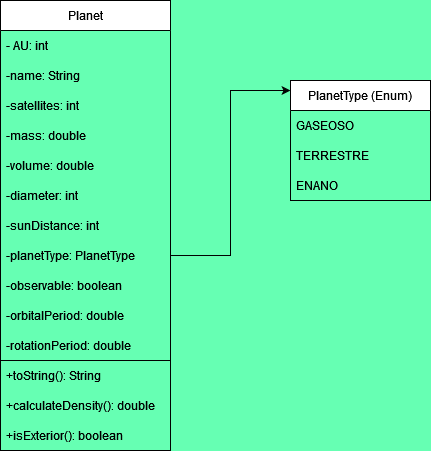 Planet
- AU: int
-name: String
-satellites: int
-mass: double
-volume: double
-diameter: int
-sunDistance: int
-planetType: PlanetType
-observable: boolean
-orbitalPeriod: double
-rotationPeriod: double
+toString(): String
+calculateDensity(): double
+isExterior(): boolean
PlanetType (Enum)
GASEOSO
TERRESTRE
ENANO